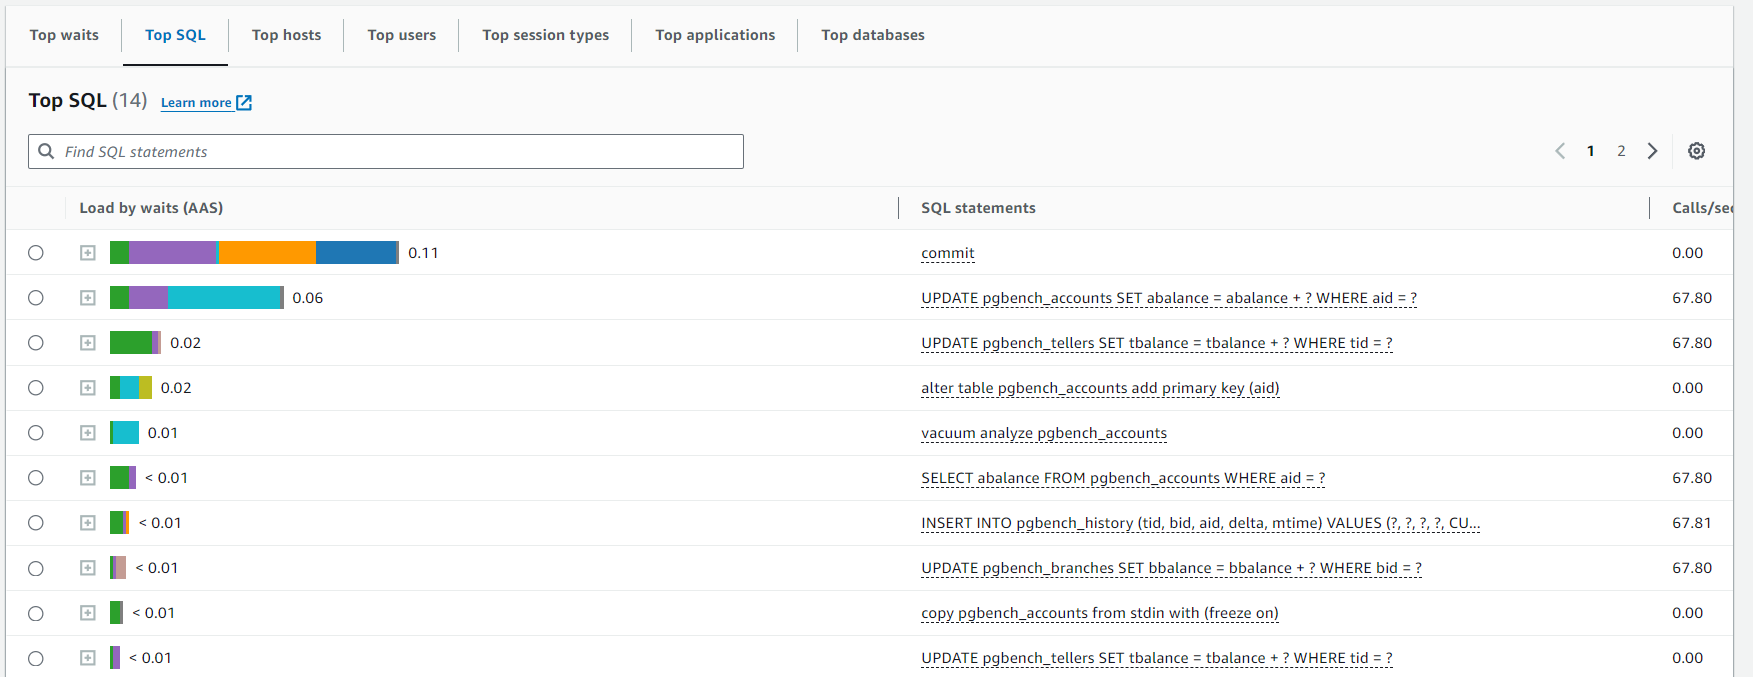 Top waits Top SQL Top hosts Top users Top session types Top applications Top databases
Top SQL (14) Learn more
Find SQL statements 1 2
Load by waits (AAS) SQL statements Calls/sec
0.11 commit 0.00
0.06 UPDATE pgbench_accounts SET abalance = abalance + ? WHERE aid = ? 67.80
0.02 UPDATE pgbench_tellers SET tbalance = tbalance + ? WHERE tid = ? 67.80
0.02 alter table pgbench_accounts add primary key (aid) 0.00
0.01 vacuum analyze pgbench_accounts 0.00
< 0.01 SELECT abalance FROM pgbench_accounts WHERE aid = ? 67.80
< 0.01 INSERT INTO pgbench_history (tid, bid, aid, delta, mtime) VALUES (?, ?, ?, ?, CU... 67.81
< 0.01 UPDATE pgbench_branches SET bbalance = bbalance + ? WHERE bid = ? 67.80
< 0.01 copy pgbench_accounts from stdin with (freeze on) 0.00
< 0.01 UPDATE pgbench_tellers SET tbalance = tbalance + ? WHERE tid = ? 0.00